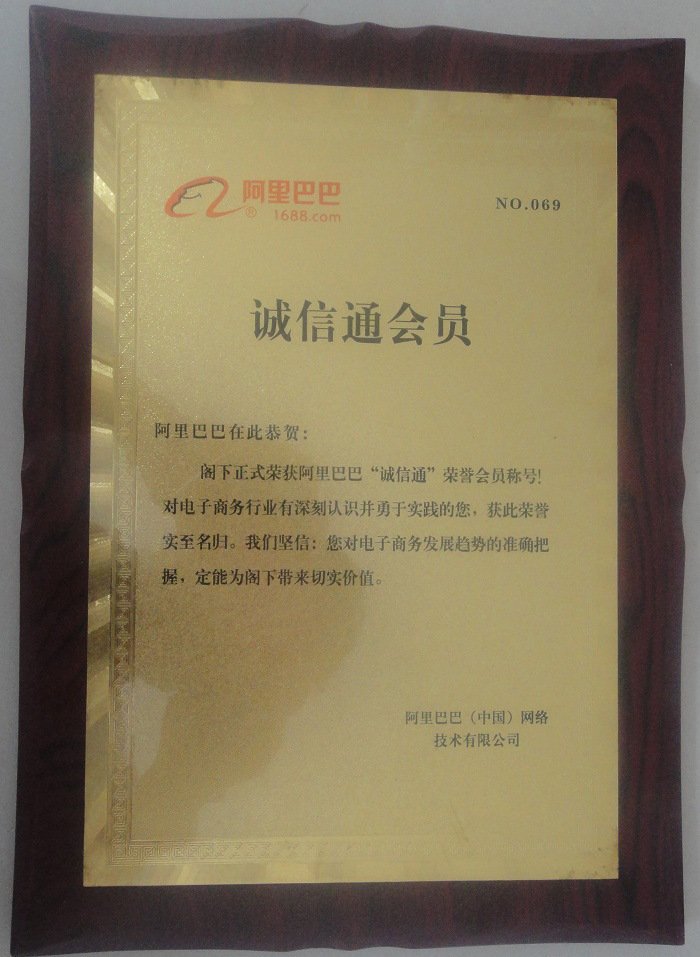 阿里巴巴
®
1688.com
NO.069
诚信通会员
阿里巴巴在此恭贺:
阁下正式荣获阿里巴巴“诚信通”荣誉会员称号!
对电子商务行业有深刻认识并勇于实践的您，获此荣誉
实至名归。我们坚信：您对电子商务发展趋势的准确把
握，定能为阁下带来切实价值。
阿里巴巴（中国）网络
技术有限公司